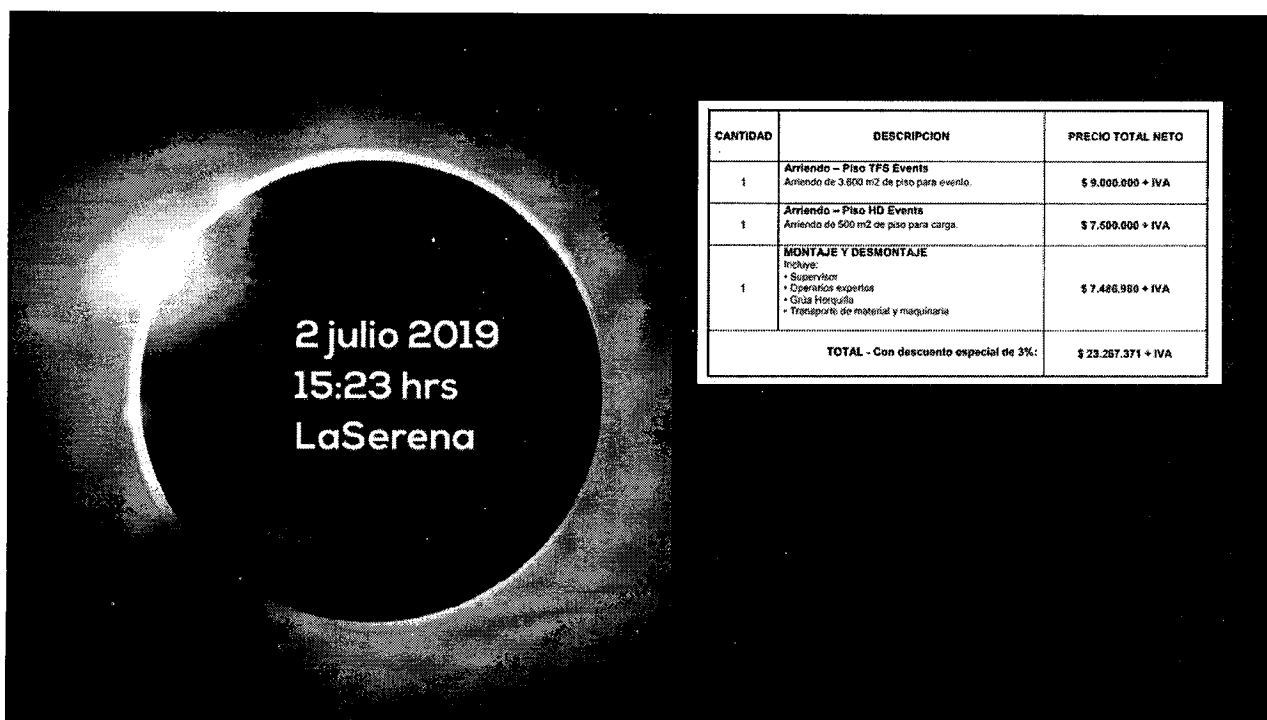 2 julio 2019
15:23 hrs
LaSerena
CANTIDAD DESCRIPCION PRECIO TOTAL NETO
1 Arriendo – Piso TFS Events $ 9.000.000 + IVA
Arriendo de 3.600 m2 de piso para evento.
1 Arriendo – Piso HD Events $ 7.500.000 + IVA
Arriendo de 500 m2 de piso para carga.
MONTAJE Y DESMONTAJE
Incluye:
• Supervisor
1 • Operarios expertos $ 7.486.980 + IVA
• Grúa Horquilla
• Transporte de material y maquinaria
TOTAL - Con descuento especial de 3%: $ 23.267.371 + IVA